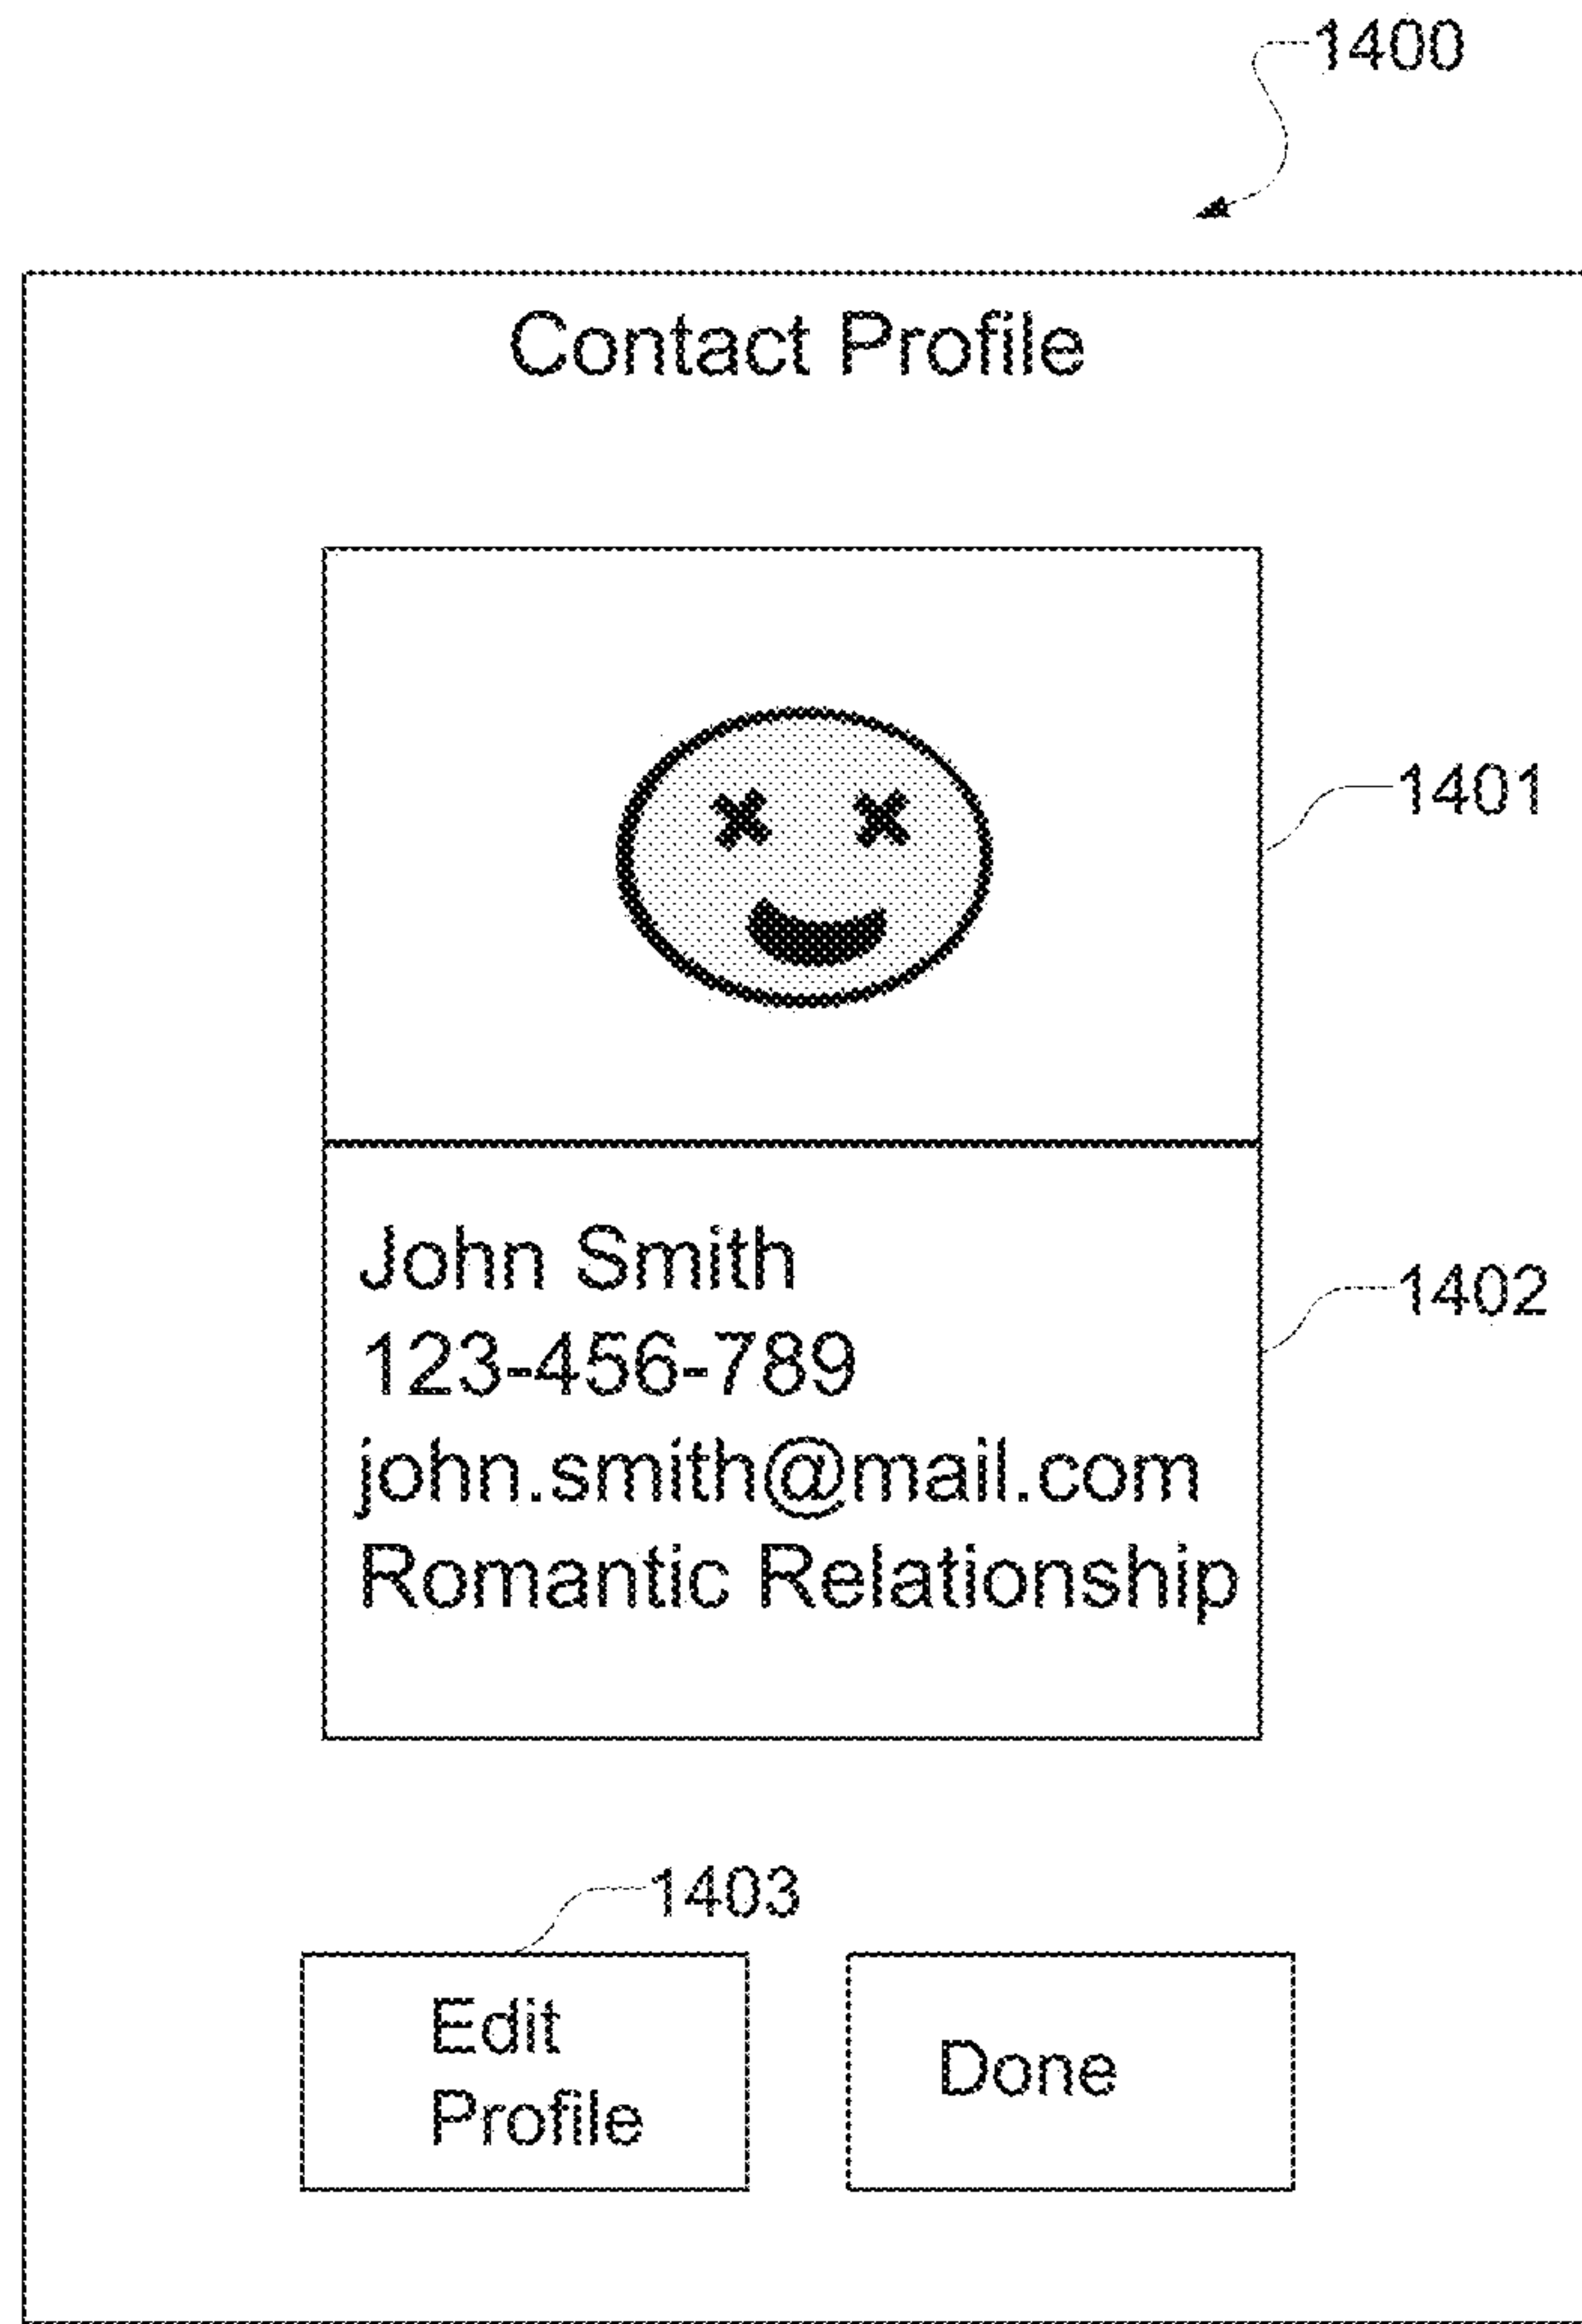 1400
Contact Profile
1401
John Smith
1402
123-456-789
john.smith@mail.com
Romantic Relationship
1403
Edit
Profile
Done